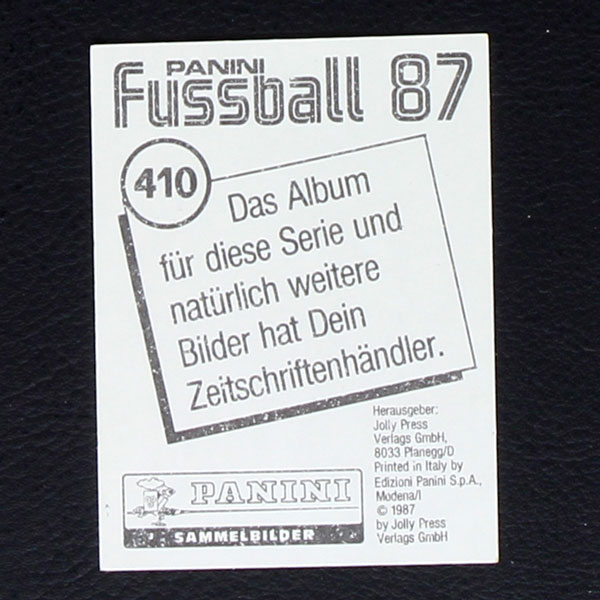 PANINI
Fussball 87
410
Das Album
für diese Serie und
natürlich weitere
Bilder hat Dein
Zeitschriftenhändler.
Herausgeber:
Jolly Press
Verlags GmbH,
8033 Planegg/D
Printed in Italy by
Edizioni Panini S.p.A.,
Modena/I
© 1987
by Jolly Press
Verlags GmbH
PANINI
SAMMELBILDER